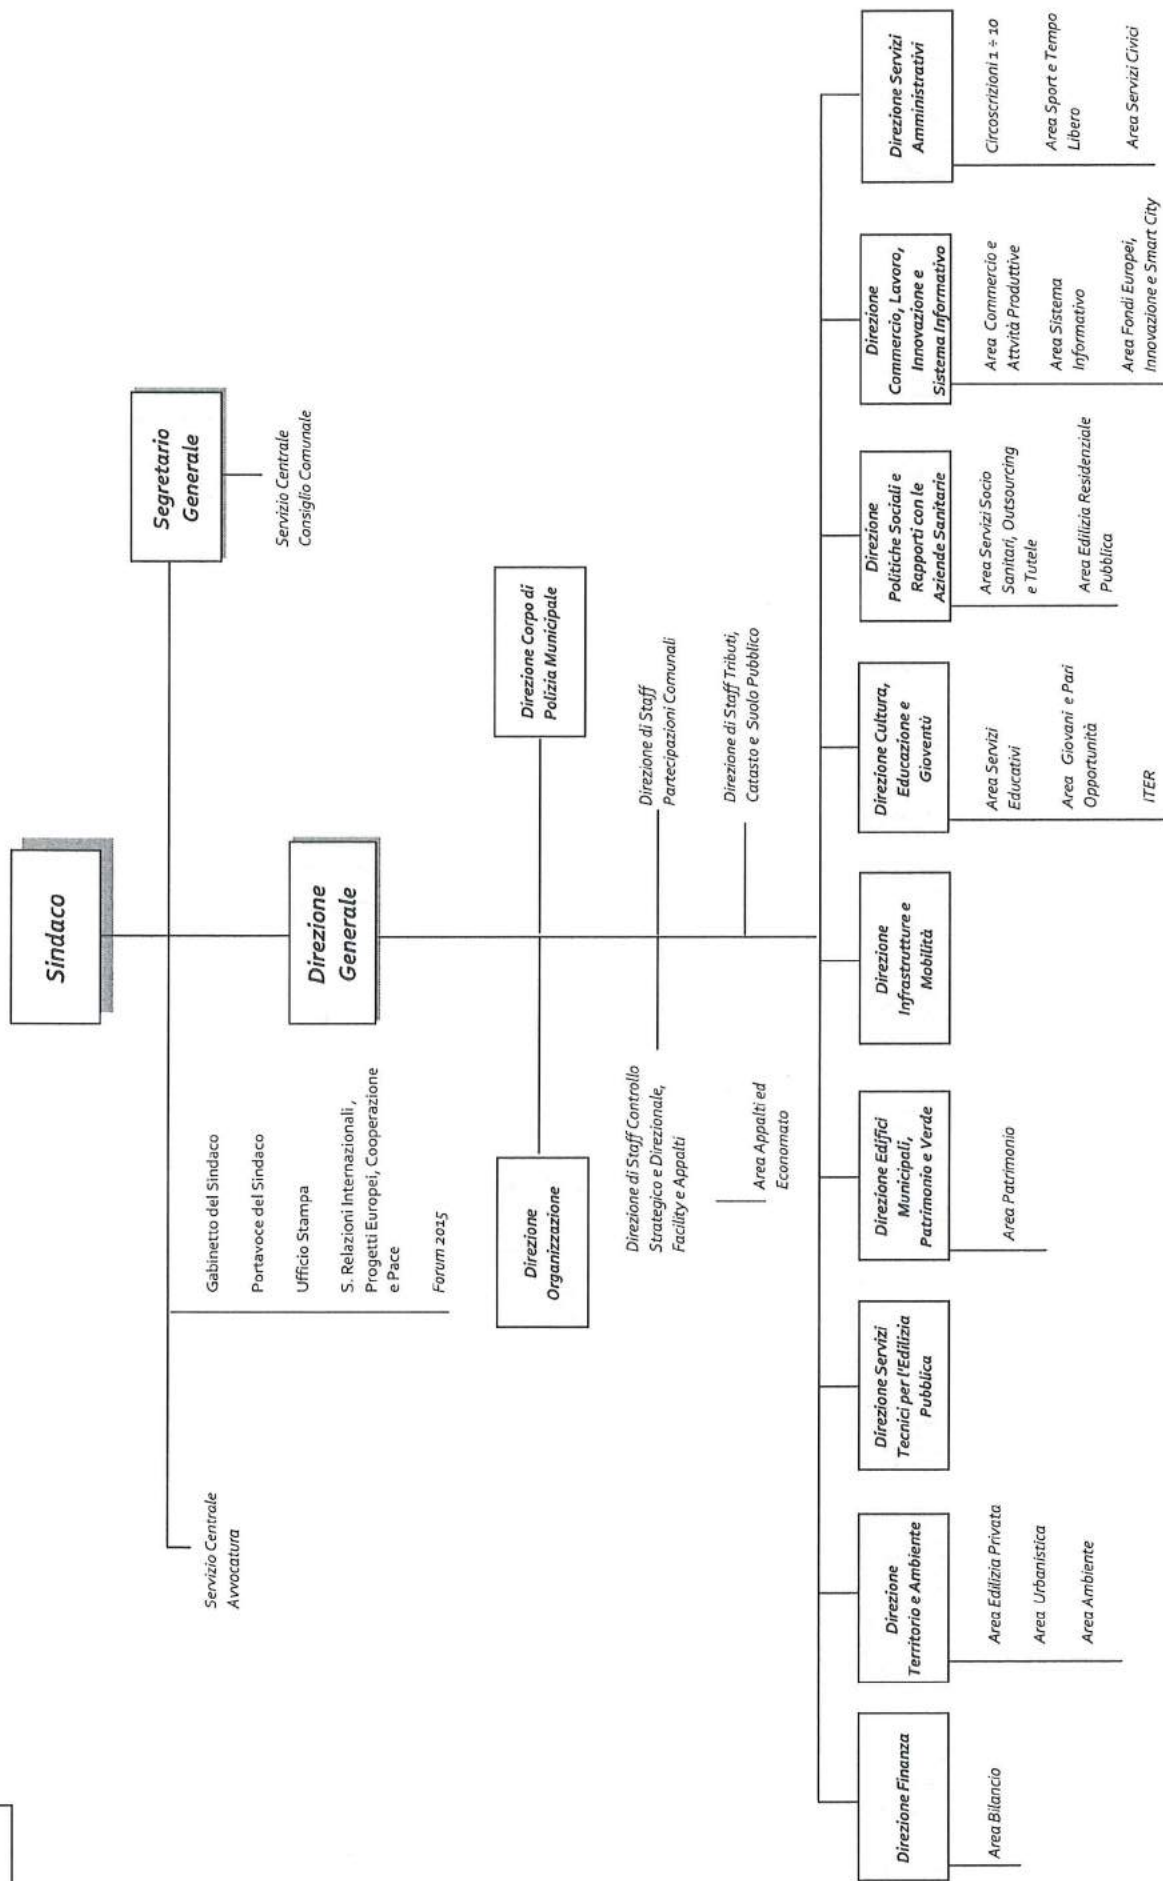 Sindaco
Segretario
Generale
Servizio Centrale
Consiglio Comunale
Servizio Centrale
Avvocatura
Gabinetto del Sindaco
Portavoce del Sindaco
Ufficio Stampa
S. Relazioni Internazionali ,
Progetti Europei, Cooperazione
e Pace
Forum 2015
Direzione
Generale
Direzione
Organizzazione
Direzione Corpo di
Polizia Municipale
Direzione di Staff Controllo
Strategico e Direzionale,
Facility e Appalti
Area Appalti ed
Economato
Direzione di Staff
Partecipazioni Comunali
Direzione di Staff Tributi,
Catasto e Suolo Pubblico
Direzione Finanza
Area Bilancio
Direzione
Territorio e Ambiente
Area Edilizia Privata
Area Urbanistica
Area Ambiente
Direzione Servizi
Tecnici per l'Edilizia
Pubblica
Direzione Edifici
Municipali,
Patrimonio e Verde
Area Patrimonio
Direzione
Infrastrutture e
Mobilità
Direzione Cultura,
Educazione e
Gioventù
Area Servizi
Educativi
Area Giovani e Pari
Opportunità
ITER
Direzione
Politiche Sociali e
Rapporti con le
Aziende Sanitarie
Area Servizi Socio
Sanitari, Outsourcing
e Tutele
Area Edilizia Residenziale
Pubblica
Direzione
Commercio, Lavoro,
Innovazione e
Sistema Informativo
Area Commercio e
Attvità Produttive
Area Sistema
Informativo
Area Fondi Europei,
Innovazione e Smart City
Direzione Servizi
Amministrativi
Circoscrizioni 1 ÷ 10
Area Sport e Tempo
Libero
Area Servizi Civici